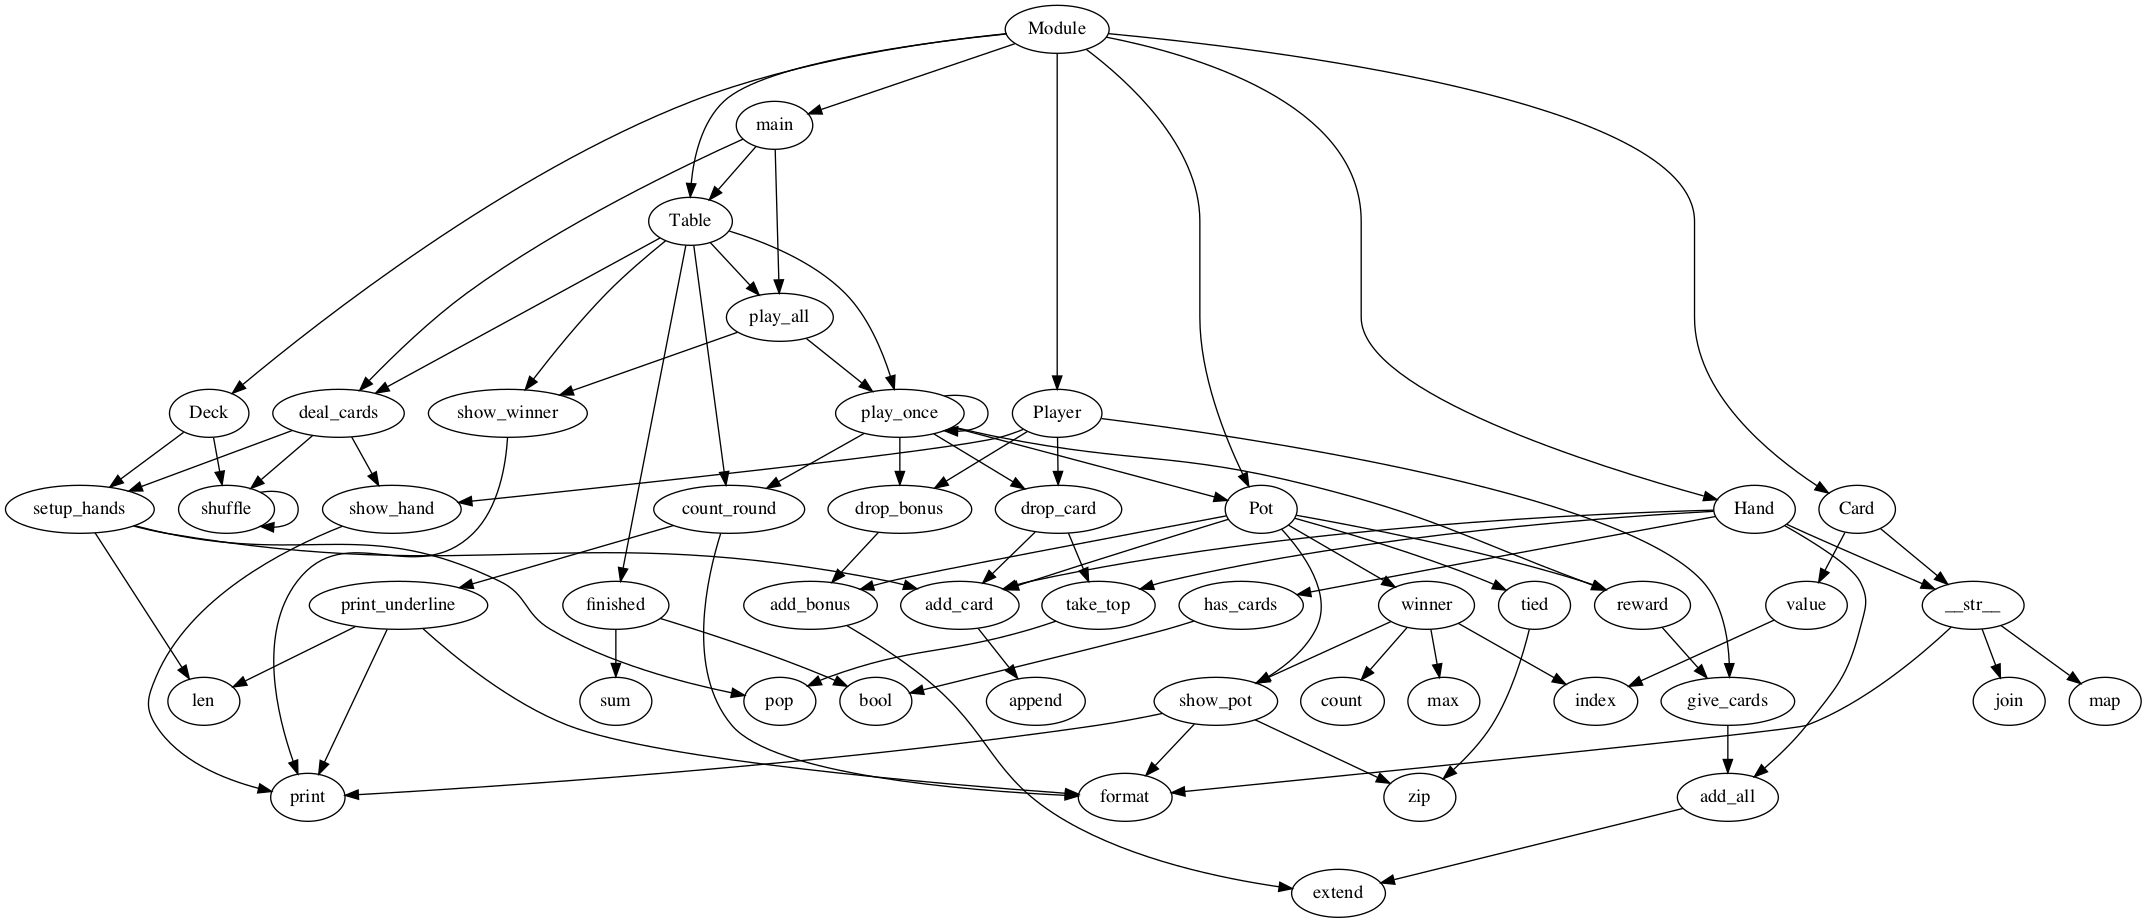 Module
main
Table
play_all
Deck
deal_cards
show_winner
play_once
Player
setup_hands
shuffle
show_hand
count_round
drop_bonus
drop_card
Pot
Hand
Card
print_underline
finished
add_bonus
add_card
take_top
has_cards
winner
tied
reward
value
__str__
len
sum
pop
bool
append
show_pot
count
max
index
give_cards
join
map
print
format
zip
add_all
extend